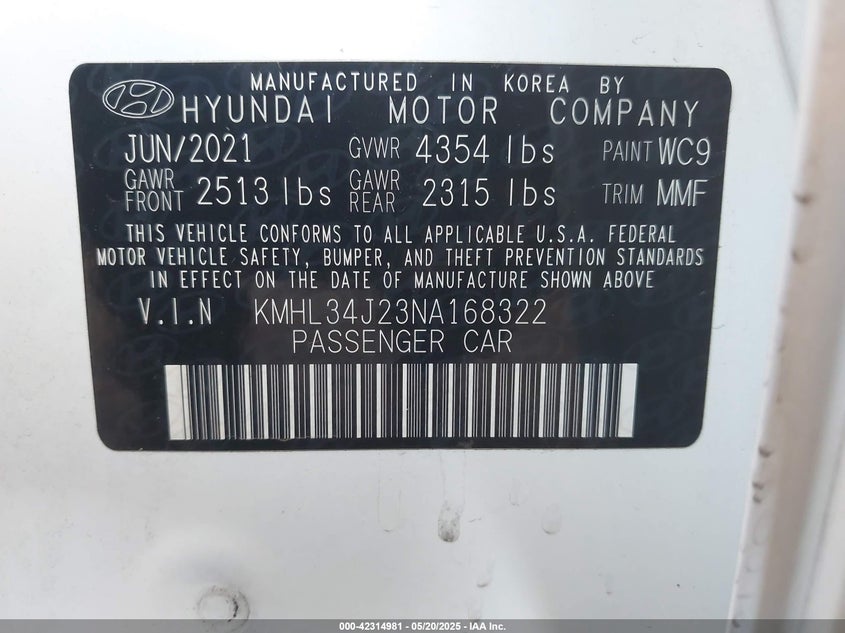 MANUFACTURED IN KOREA BY
HYUNDAI MOTOR COMPANY
JUN/2021 GVWR 4354 lbs PAINT WC9
GAWR FRONT 2513 lbs GAWR REAR 2315 lbs TRIM MMF
THIS VEHICLE CONFORMS TO ALL APPLICABLE U.S.A. FEDERAL
MOTOR VEHICLE SAFETY, BUMPER, AND THEFT PREVENTION STANDARDS
IN EFFECT ON THE DATE OF MANUFACTURE SHOWN ABOVE
V.I.N KMHL34J23NA168322
PASSENGER CAR
000-42314981 - 05/20/2025 - IAA Inc.